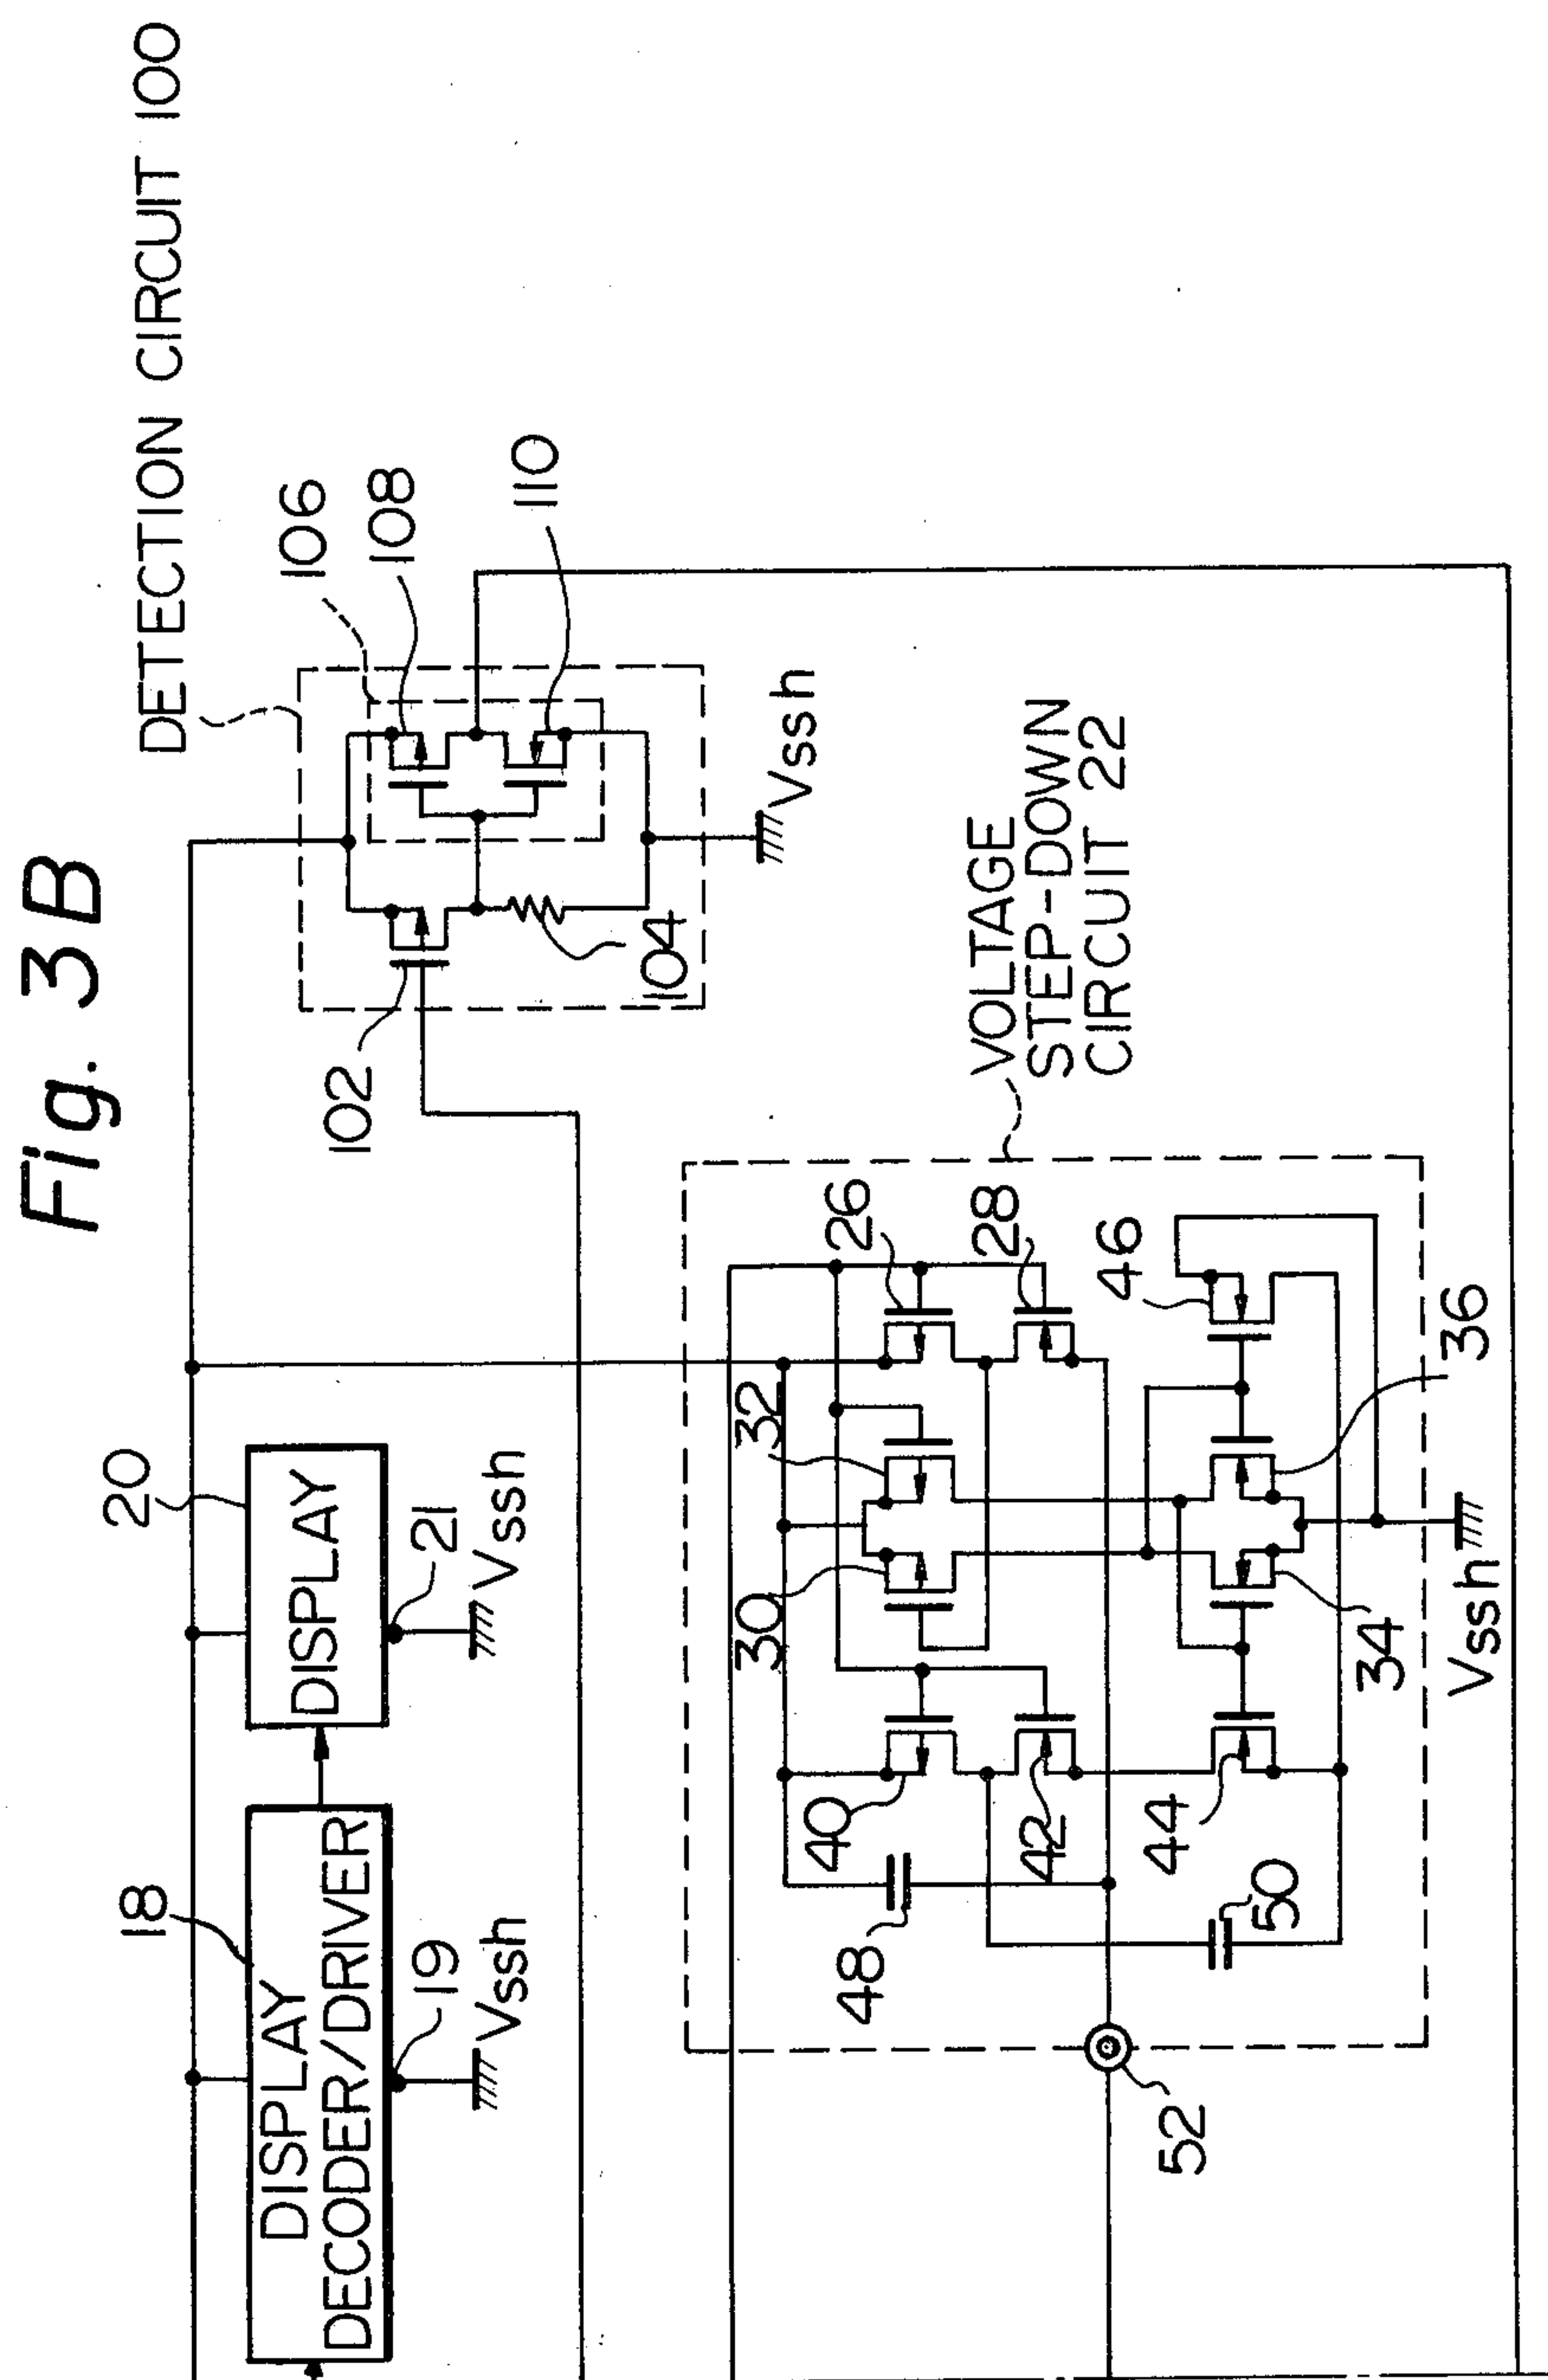 Fig. 3B
DETECTION CIRCUIT 100
106
108
110
102
104
Vssh
20
DISPLAY
21
Vssh
18
DISPLAY
DECODER/DRIVER
19
Vssh
VOLTAGE
STEP-DOWN
CIRCUIT 22
26
28
32
30
46
36
40
42
44
34
48
50
Vssh
52